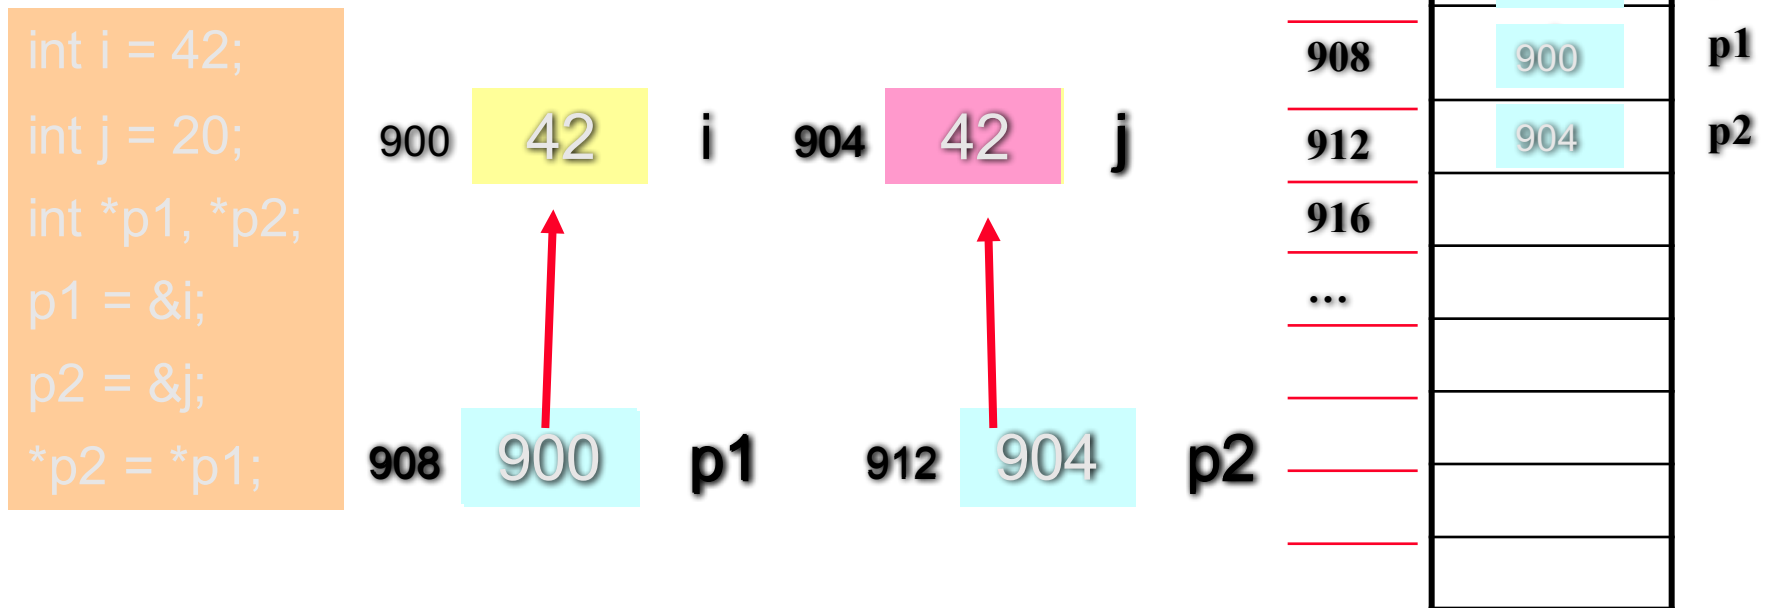 int i = 42;
int j = 20;
int *p1, *p2;
p1 = &i;
p2 = &j;
*p2 = *p1;
900 42 i 904 42 j
908 900 p1 912 904 p2
908 900 p1
912 904 p2
916
...